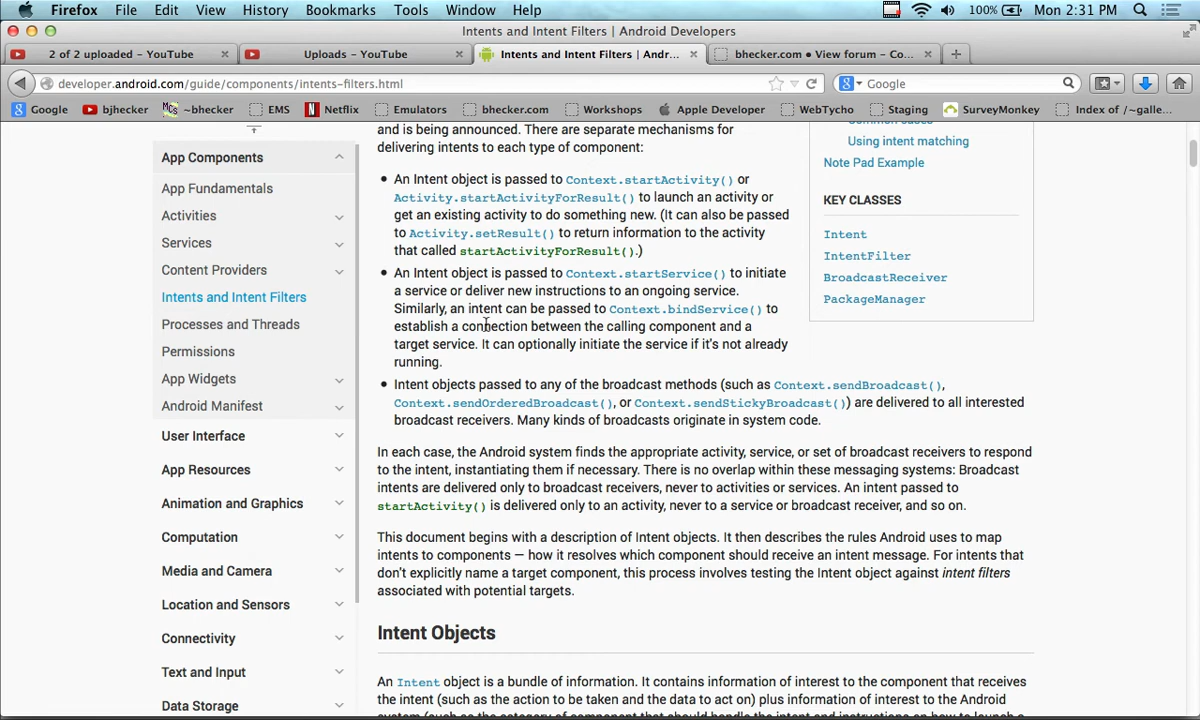 Firefox File Edit View History Bookmarks Tools Window Help 100% Mon 2:31 PM
Intents and Intent Filters | Android Developers
2 of 2 uploaded - YouTube × Uploads - YouTube × Intents and Intent Filters | Andr... × bhecker.com • View forum - Co... × +
developer.android.com/guide/components/intents-filters.html Google
Google bjhecker ~bhecker EMS Netflix Emulators bhecker.com Workshops Apple Developer WebTycho Staging SurveyMonkey Index of /~galle...
App Components
App Fundamentals
Activities
Services
Content Providers
Intents and Intent Filters
Processes and Threads
Permissions
App Widgets
Android Manifest
User Interface
App Resources
Animation and Graphics
Computation
Media and Camera
Location and Sensors
Connectivity
Text and Input
Data Storage
and is being announced. There are separate mechanisms for
delivering intents to each type of component:
• An Intent object is passed to Context.startActivity() or
Activity.startActivityForResult() to launch an activity or
get an existing activity to do something new. (It can also be passed
to Activity.setResult() to return information to the activity
that called startActivityForResult().)
• An Intent object is passed to Context.startService() to initiate
a service or deliver new instructions to an ongoing service.
Similarly, an intent can be passed to Context.bindService() to
establish a connection between the calling component and a
target service. It can optionally initiate the service if it's not already
running.
• Intent objects passed to any of the broadcast methods (such as Context.sendBroadcast(),
Context.sendOrderedBroadcast(), or Context.sendStickyBroadcast()) are delivered to all interested
broadcast receivers. Many kinds of broadcasts originate in system code.
In each case, the Android system finds the appropriate activity, service, or set of broadcast receivers to respond
to the intent, instantiating them if necessary. There is no overlap within these messaging systems: Broadcast
intents are delivered only to broadcast receivers, never to activities or services. An intent passed to
startActivity() is delivered only to an activity, never to a service or broadcast receiver, and so on.
This document begins with a description of Intent objects. It then describes the rules Android uses to map
intents to components — how it resolves which component should receive an intent message. For intents that
don't explicitly name a target component, this process involves testing the Intent object against intent filters
associated with potential targets.
Intent Objects
An Intent object is a bundle of information. It contains information of interest to the component that receives
the intent (such as the action to be taken and the data to act on) plus information of interest to the Android
system (such as the category of component that should handle the intent and instructions on how to launch a
Using intent matching
Note Pad Example
KEY CLASSES
Intent
IntentFilter
BroadcastReceiver
PackageManager